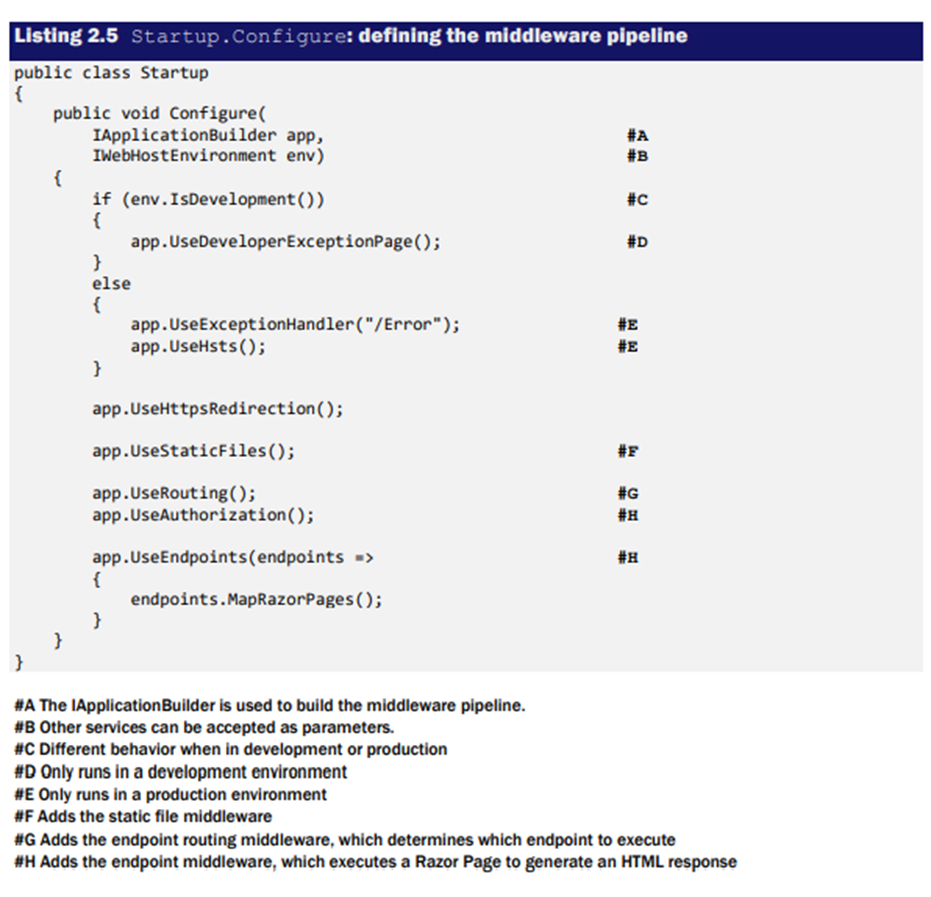 Listing 2.5 Startup.Configure: defining the middleware pipeline
public class Startup
{
    public void Configure(
        IApplicationBuilder app, #A
        IWebHostEnvironment env) #B
    {
        if (env.IsDevelopment()) #C
        {
            app.UseDeveloperExceptionPage(); #D
        }
        else
        {
            app.UseExceptionHandler("/Error"); #E
            app.UseHsts(); #E
        }
        app.UseHttpsRedirection();
        app.UseStaticFiles(); #F
        app.UseRouting(); #G
        app.UseAuthorization(); #H
        app.UseEndpoints(endpoints => #H
        {
            endpoints.MapRazorPages();
        }
    }
}
#A The IApplicationBuilder is used to build the middleware pipeline.
#B Other services can be accepted as parameters.
#C Different behavior when in development or production
#D Only runs in a development environment
#E Only runs in a production environment
#F Adds the static file middleware
#G Adds the endpoint routing middleware, which determines which endpoint to execute
#H Adds the endpoint middleware, which executes a Razor Page to generate an HTML response